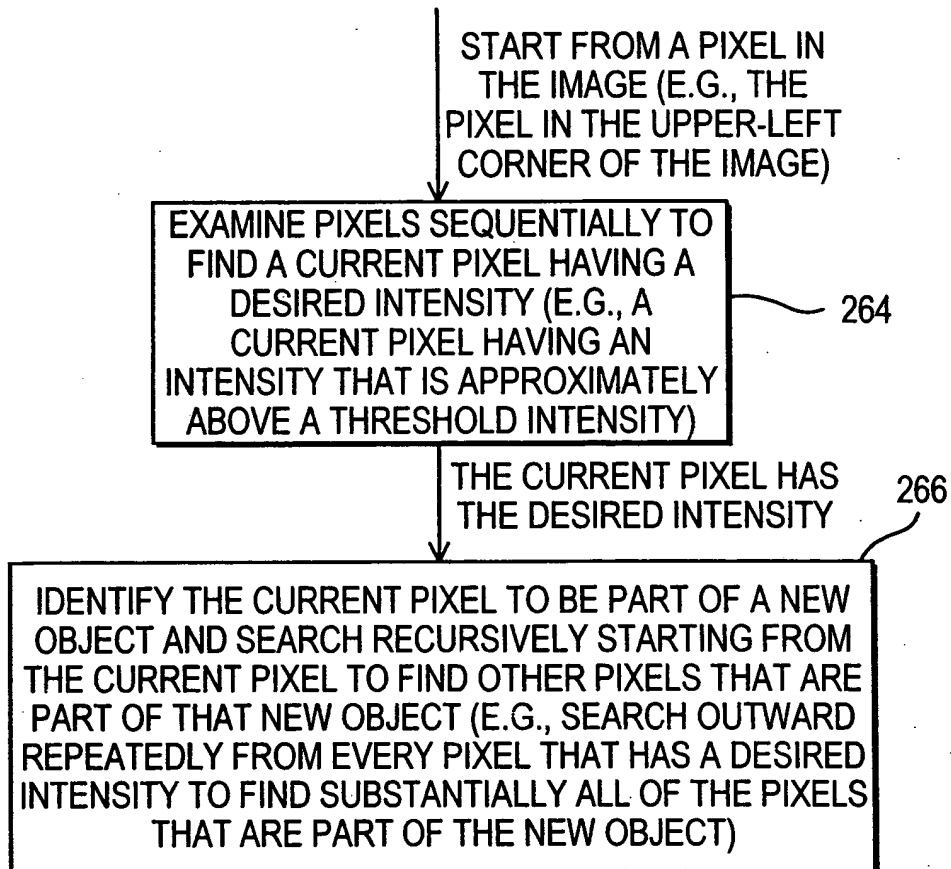 START FROM A PIXEL IN
THE IMAGE (E.G., THE
PIXEL IN THE UPPER-LEFT
CORNER OF THE IMAGE)
EXAMINE PIXELS SEQUENTIALLY TO
FIND A CURRENT PIXEL HAVING A
DESIRED INTENSITY (E.G., A
CURRENT PIXEL HAVING AN
INTENSITY THAT IS APPROXIMATELY
ABOVE A THRESHOLD INTENSITY)
264
THE CURRENT PIXEL HAS
THE DESIRED INTENSITY
266
IDENTIFY THE CURRENT PIXEL TO BE PART OF A NEW
OBJECT AND SEARCH RECURSIVELY STARTING FROM
THE CURRENT PIXEL TO FIND OTHER PIXELS THAT ARE
PART OF THAT NEW OBJECT (E.G., SEARCH OUTWARD
REPEATEDLY FROM EVERY PIXEL THAT HAS A DESIRED
INTENSITY TO FIND SUBSTANTIALLY ALL OF THE PIXELS
THAT ARE PART OF THE NEW OBJECT)